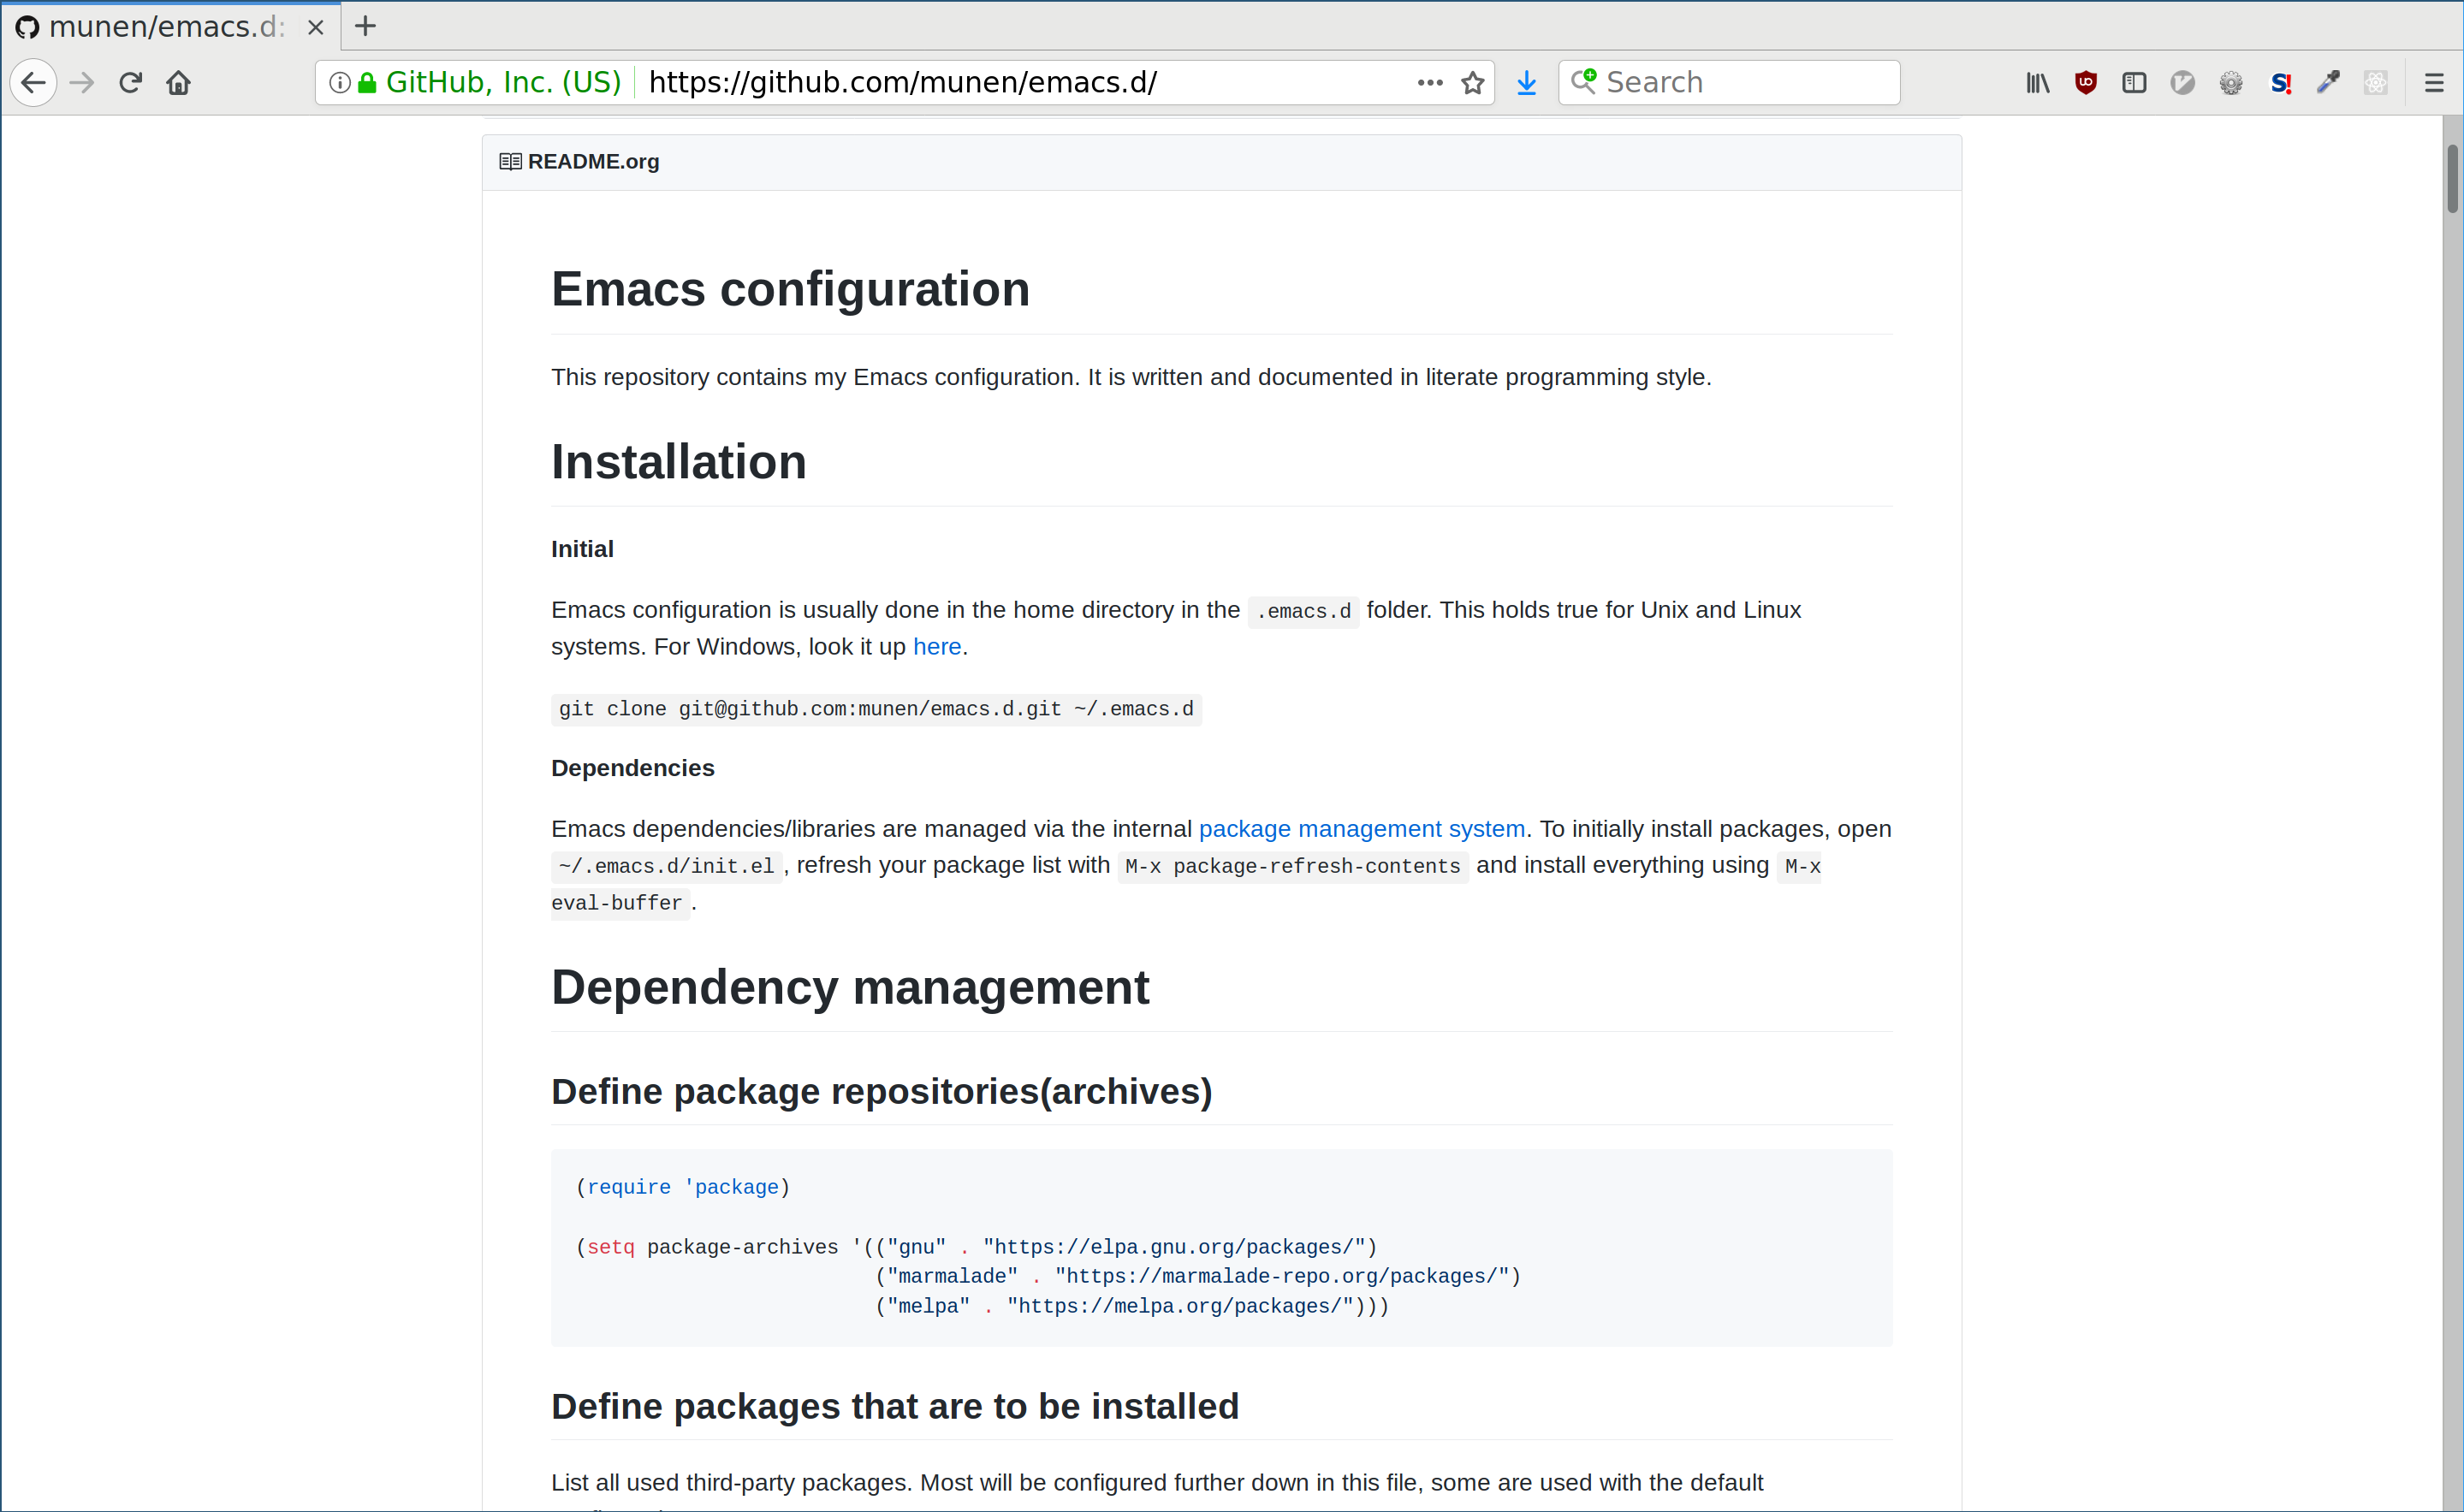 munen/emacs.d:
GitHub, Inc. (US) https://github.com/munen/emacs.d/ Search
README.org
Emacs configuration
This repository contains my Emacs configuration. It is written and documented in literate programming style.
Installation
Initial
Emacs configuration is usually done in the home directory in the .emacs.d folder. This holds true for Unix and Linux
systems. For Windows, look it up here.
git clone git@github.com:munen/emacs.d.git ~/.emacs.d
Dependencies
Emacs dependencies/libraries are managed via the internal package management system. To initially install packages, open
~/.emacs.d/init.el, refresh your package list with M-x package-refresh-contents and install everything using M-x
eval-buffer.
Dependency management
Define package repositories(archives)
(require 'package)
(setq package-archives '(("gnu" . "https://elpa.gnu.org/packages/")
("marmalade" . "https://marmalade-repo.org/packages/")
("melpa" . "https://melpa.org/packages/")))
Define packages that are to be installed
List all used third-party packages. Most will be configured further down in this file, some are used with the default